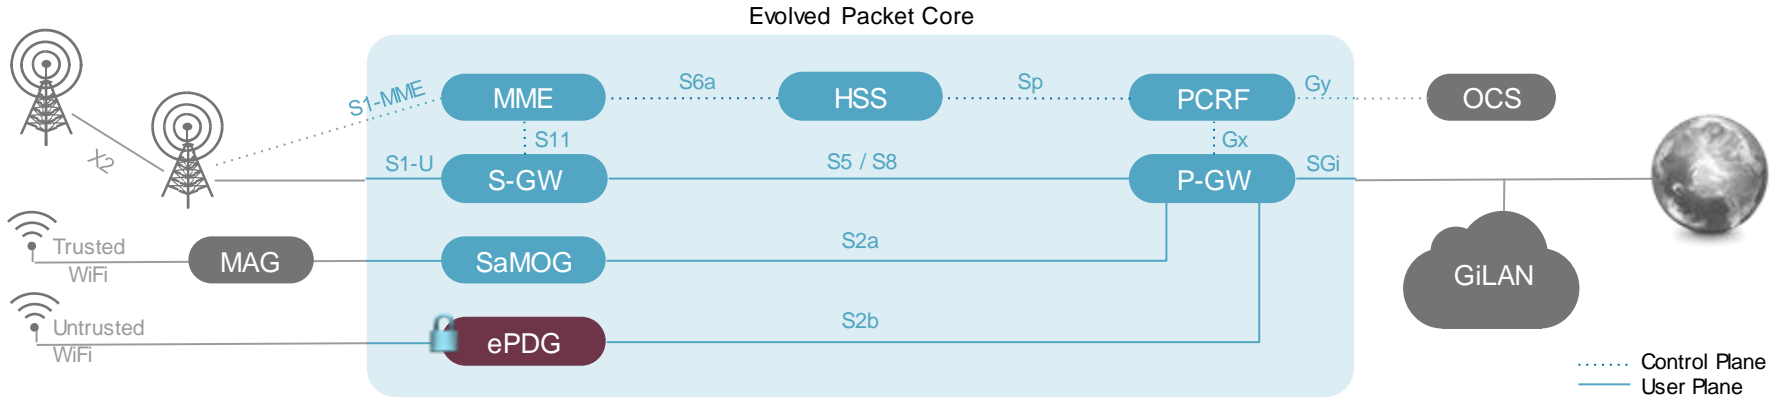 Evolved Packet Core
S1-MME
MME
S6a
HSS
Sp
PCRF
Gy
OCS
X2
S11
Gx
S1-U
S-GW
S5 / S8
P-GW
SGi
Trusted
WiFi
MAG
SaMOG
S2a
GiLAN
Untrusted
WiFi
ePDG
S2b
Control Plane
User Plane